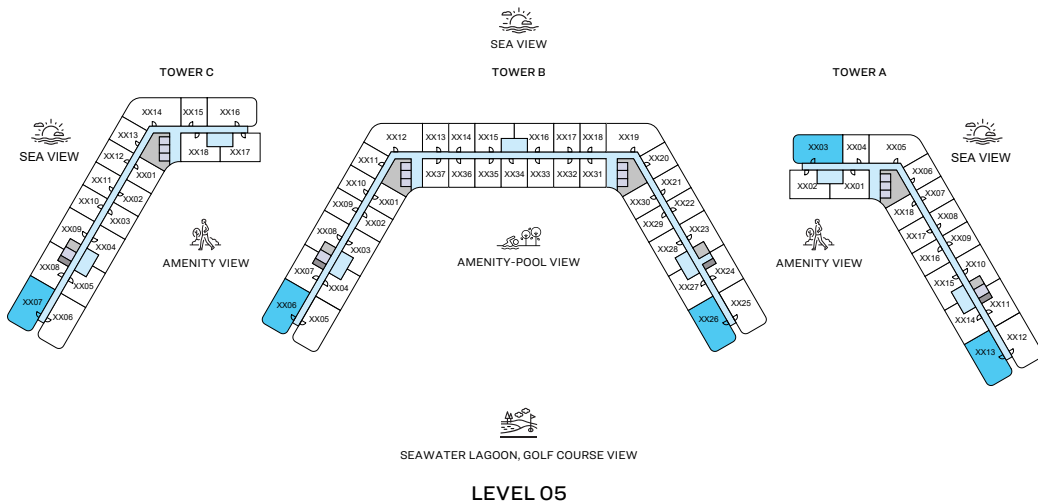 SEA VIEW
TOWER C
TOWER B
TOWER A
SEA VIEW
SEA VIEW
XX14
XX15
XX16
XX13
XX12
XX11
XX10
XX09
XX08
XX07
XX18
XX17
XX01
XX02
XX03
XX04
XX05
XX06
AMENITY VIEW
XX12
XX13
XX14
XX15
XX16
XX17
XX18
XX19
XX11
XX10
XX09
XX08
XX07
XX06
XX37
XX36
XX35
XX34
XX33
XX32
XX31
XX01
XX02
XX03
XX04
XX05
XX20
XX21
XX22
XX23
XX24
XX25
XX30
XX29
XX28
XX27
XX26
AMENITY-POOL VIEW
XX03
XX04
XX05
XX02
XX01
XX06
XX07
XX08
XX09
XX10
XX11
XX12
XX18
XX17
XX16
XX15
XX14
XX13
AMENITY VIEW
SEAWATER LAGOON, GOLF COURSE VIEW
LEVEL 05